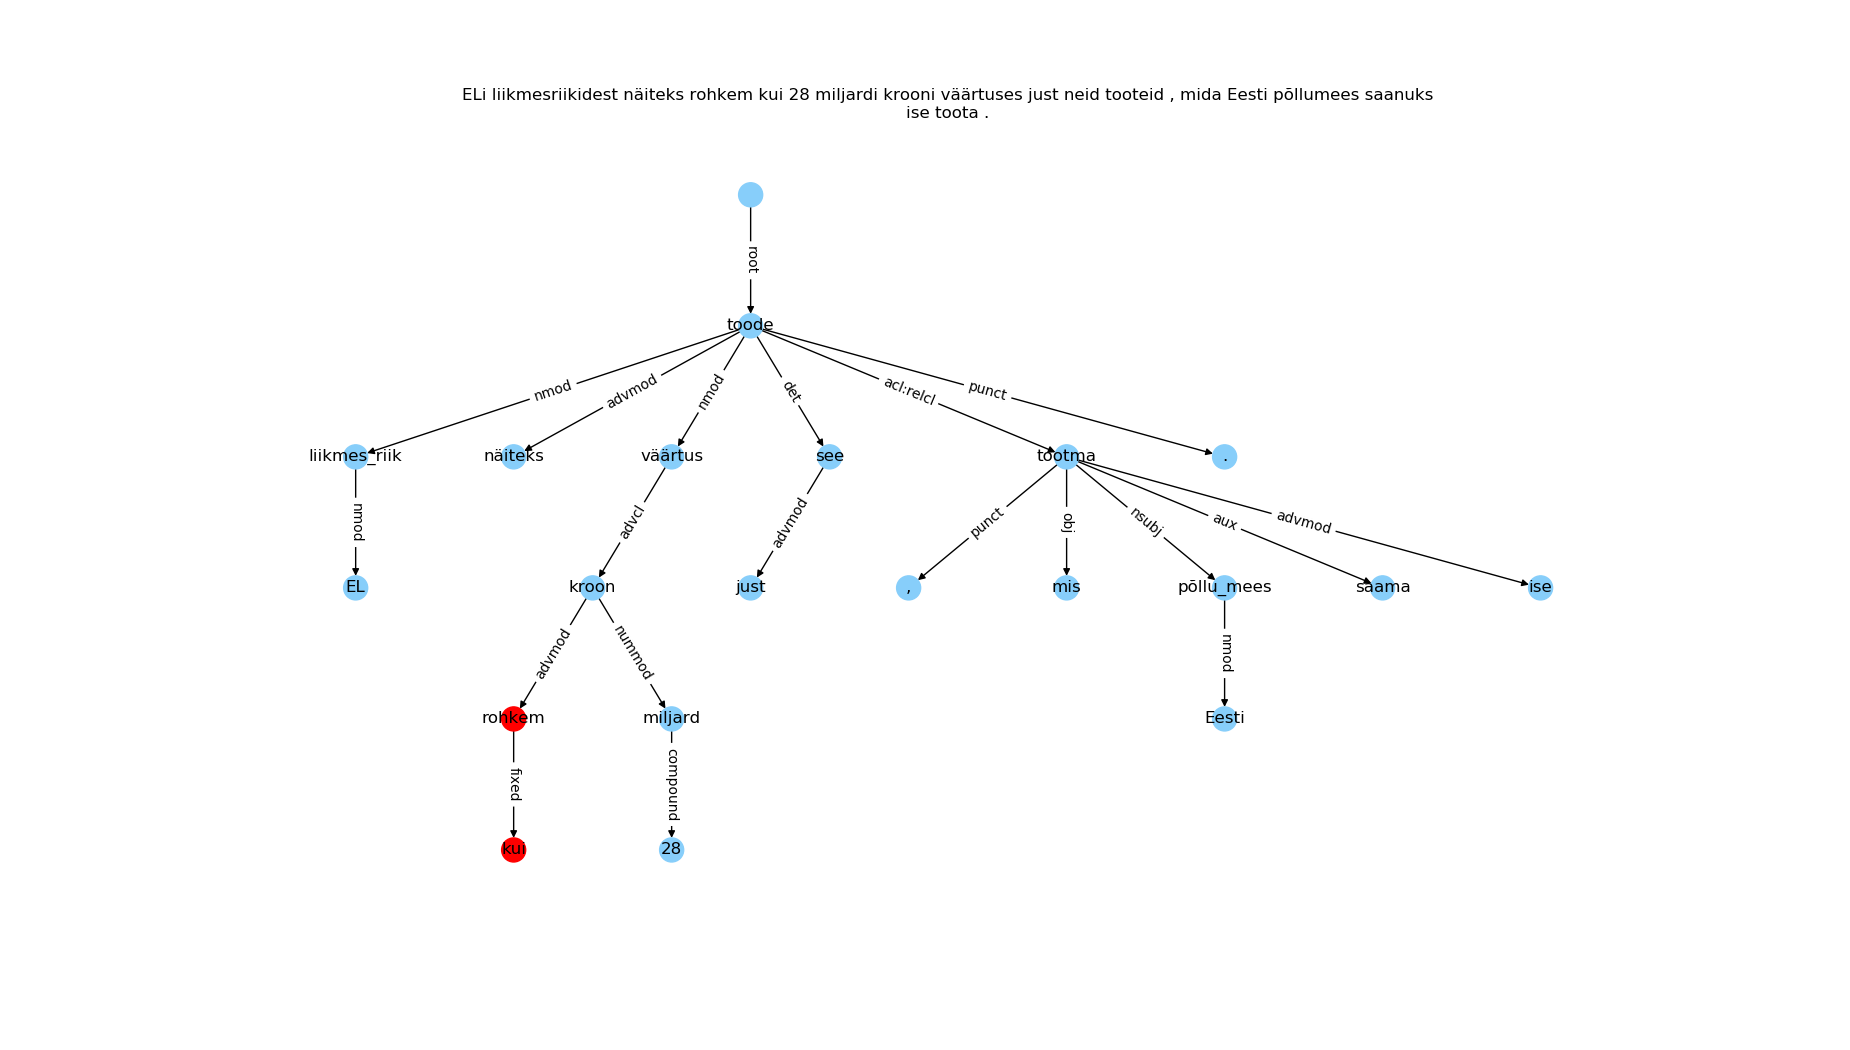 ELi liikmesriikidest näiteks rohkem kui 28 miljardi krooni väärtuses just neid tooteid , mida Eesti põllumees saanuks
ise toota .
root
toode
nmod advmod nmod det acl:relcl punct
liikmes_riik näiteks väärtus see tootma .
nmod advcl advmod punct obj nsubj aux advmod
EL kroon just , mis põllu_mees saama ise
advmod nummod nmod
rohkem miljard Eesti
fixed compound
kui 28